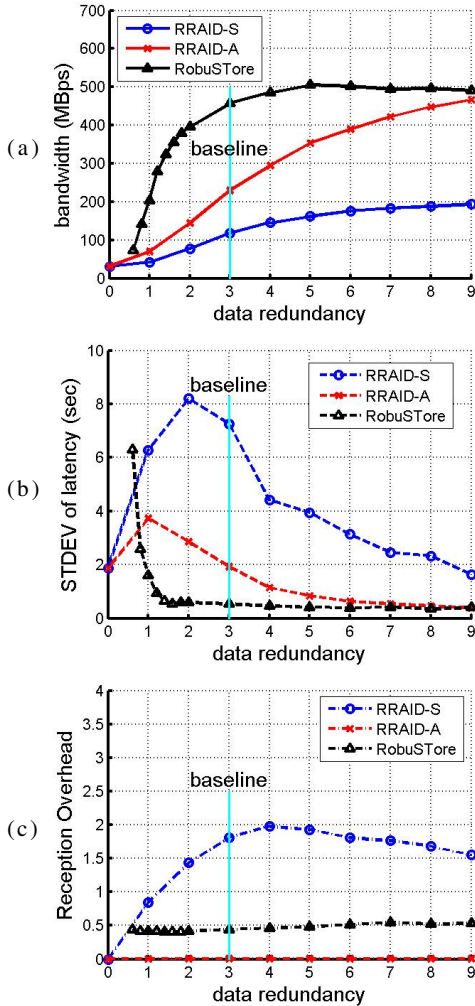 (a)
bandwidth (MBps)
700
600
500
400
300
200
100
0
RRAID-S
RRAID-A
RobuSTore
baseline
0 1 2 3 4 5 6 7 8 9
data redundancy
(b)
STDEV of latency (sec)
10
8
6
4
2
0
baseline
RRAID-S
RRAID-A
RobuSTore
0 1 2 3 4 5 6 7 8 9
data redundancy
(c)
Reception Overhead
4
3.5
3
2.5
2
1.5
1
0.5
0
RRAID-S
RRAID-A
RobuSTore
baseline
0 1 2 3 4 5 6 7 8 9
data redundancy